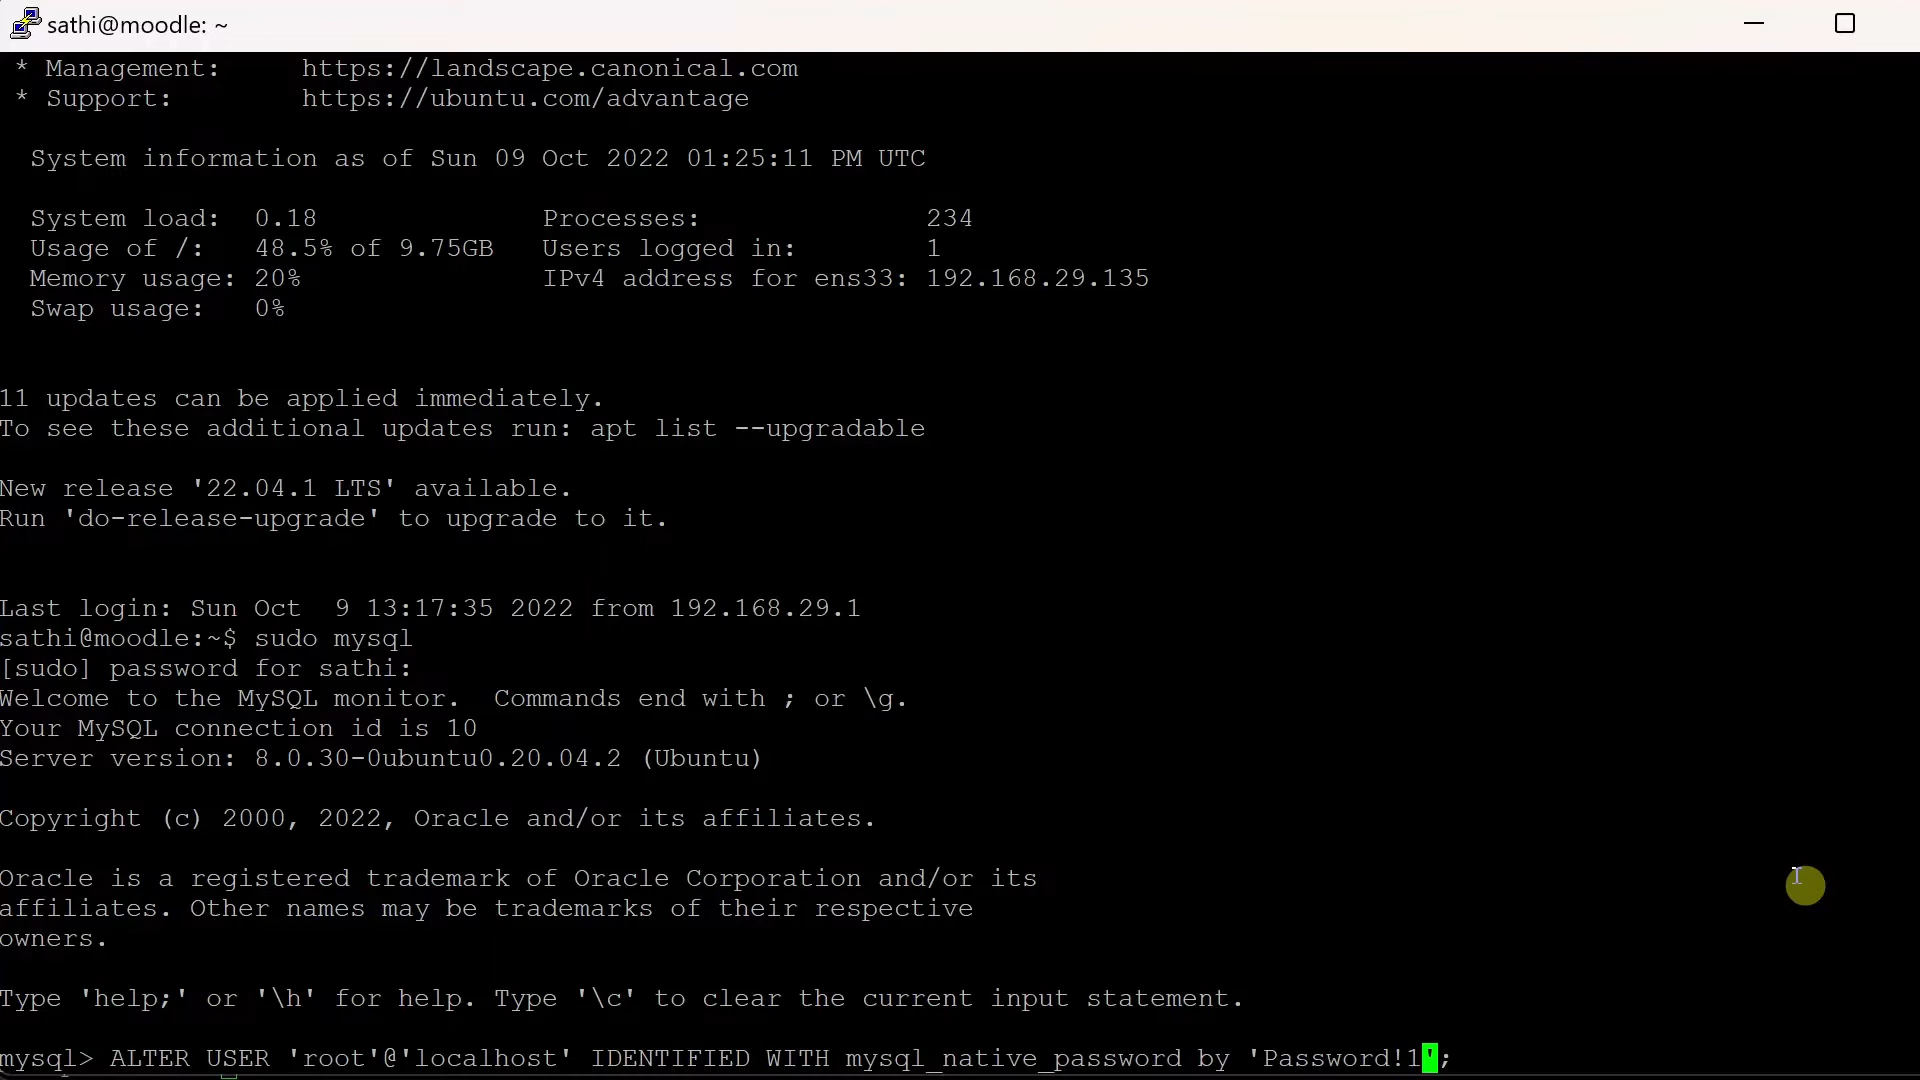 sathi@moodle: ~
* Management:     https://landscape.canonical.com
* Support:        https://ubuntu.com/advantage
System information as of Sun 09 Oct 2022 01:25:11 PM UTC
System load:  0.18              Processes:              234
Usage of /:   48.5% of 9.75GB   Users logged in:        1
Memory usage: 20%               IPv4 address for ens33: 192.168.29.135
Swap usage:   0%
11 updates can be applied immediately.
To see these additional updates run: apt list --upgradable
New release '22.04.1 LTS' available.
Run 'do-release-upgrade' to upgrade to it.
Last login: Sun Oct  9 13:17:35 2022 from 192.168.29.1
sathi@moodle:~$ sudo mysql
[sudo] password for sathi:
Welcome to the MySQL monitor.  Commands end with ; or \g.
Your MySQL connection id is 10
Server version: 8.0.30-0ubuntu0.20.04.2 (Ubuntu)
Copyright (c) 2000, 2022, Oracle and/or its affiliates.
Oracle is a registered trademark of Oracle Corporation and/or its
affiliates. Other names may be trademarks of their respective
owners.
Type 'help;' or '\h' for help. Type '\c' to clear the current input statement.
mysql> ALTER USER 'root'@'localhost' IDENTIFIED WITH mysql_native_password by 'Password!1';